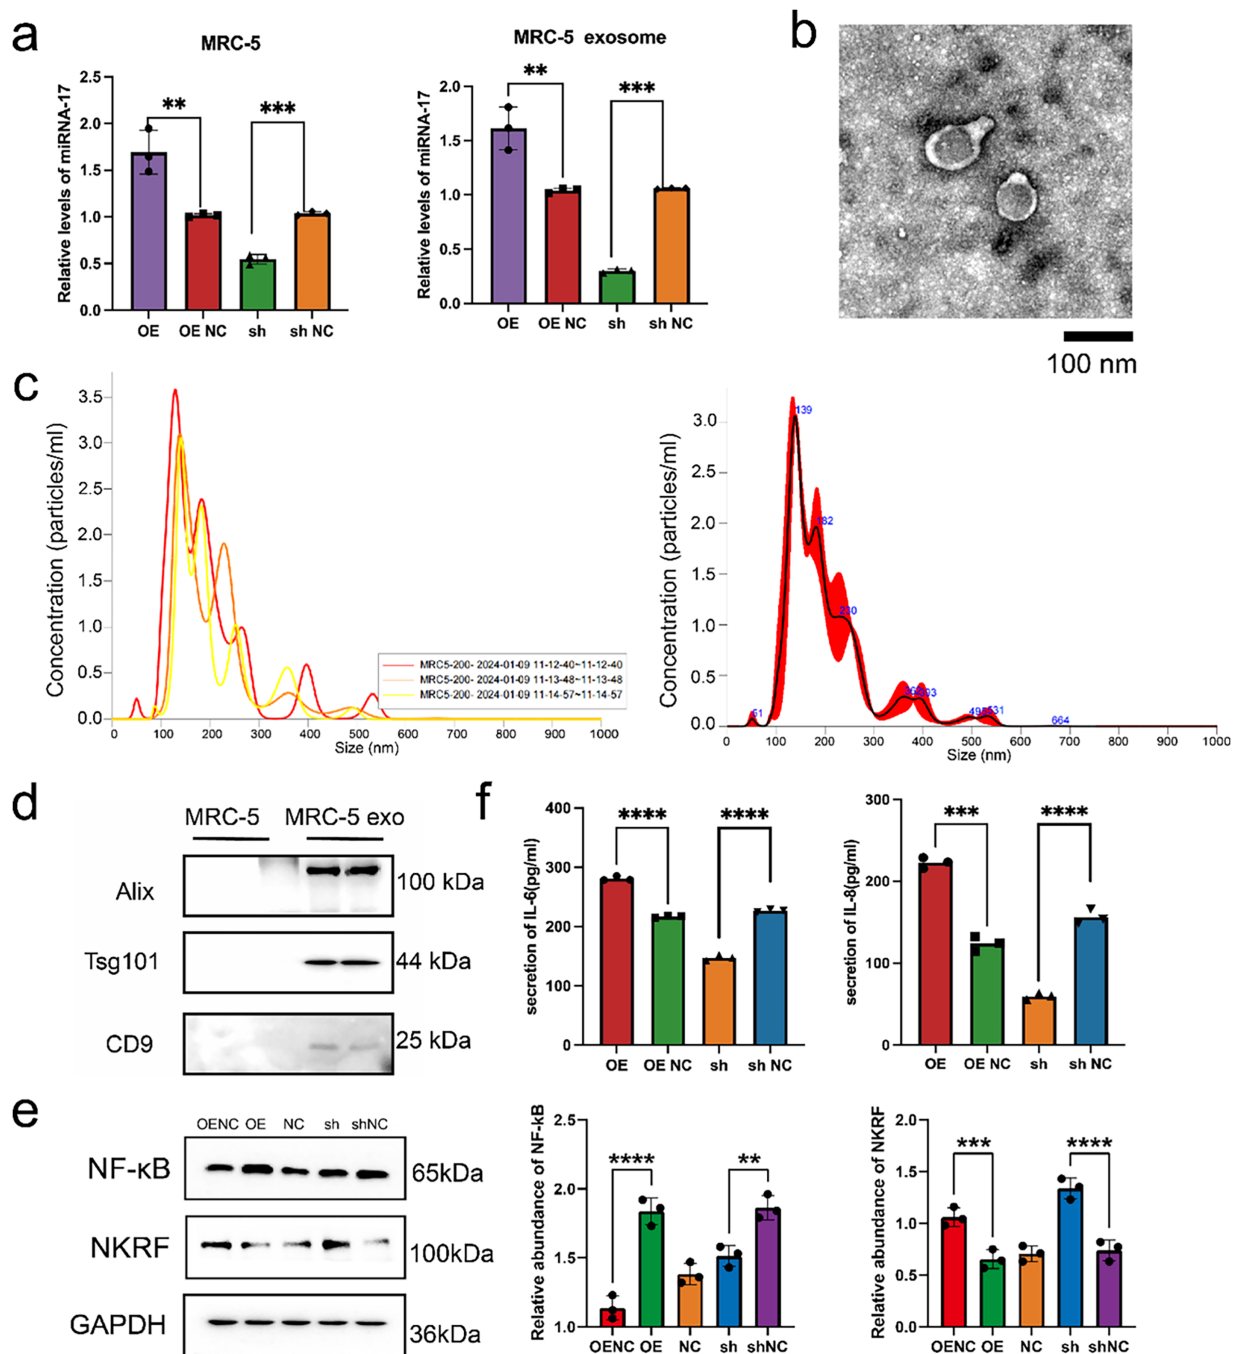 a
MRC-5
Relative levels of miRNA-17
2.5
2.0
1.5
1.0
0.5
0.0
**
***
OE
OE NC
sh
sh NC
MRC-5 exosome
Relative levels of miRNA-17
2.0
1.5
1.0
0.5
0.0
**
***
OE
OE NC
sh
sh NC
b
100 nm
c
Concentration (particles/ml)
3.5
3.0
2.5
2.0
1.5
1.0
0.5
0.0
0
100
200
300
400
500
600
700
800
900
1000
Size (nm)
MRC5-200- 2024-01-09 11-12-40~11-12-40
MRC5-200- 2024-01-09 11-13-48~11-13-48
MRC5-200- 2024-01-09 11-14-57~11-14-57
Concentration (particles/ml)
3.0
2.5
2.0
1.5
1.0
0.5
0.0
51
139
182
230
393
531
664
0
100
200
300
400
500
600
700
800
900
1000
Size (nm)
d
MRC-5
MRC-5 exo
Alix
100 kDa
Tsg101
44 kDa
CD9
25 kDa
f
secretion of IL-6(pg/ml)
400
300
200
100
0
****
****
OE
OE NC
sh
sh NC
secretion of IL-8(pg/ml)
300
200
100
0
***
****
OE
OE NC
sh
sh NC
e
OENC
OE
NC
sh
shNC
NF-κB
65kDa
NKRF
100kDa
GAPDH
36kDa
Relative abundance of NF-kB
2.5
2.0
1.5
1.0
****
**
OENC
OE
NC
sh
shNC
Relative abundance of NKRF
2.0
1.5
1.0
0.5
0.0
***
****
OENC
OE
NC
sh
shNC